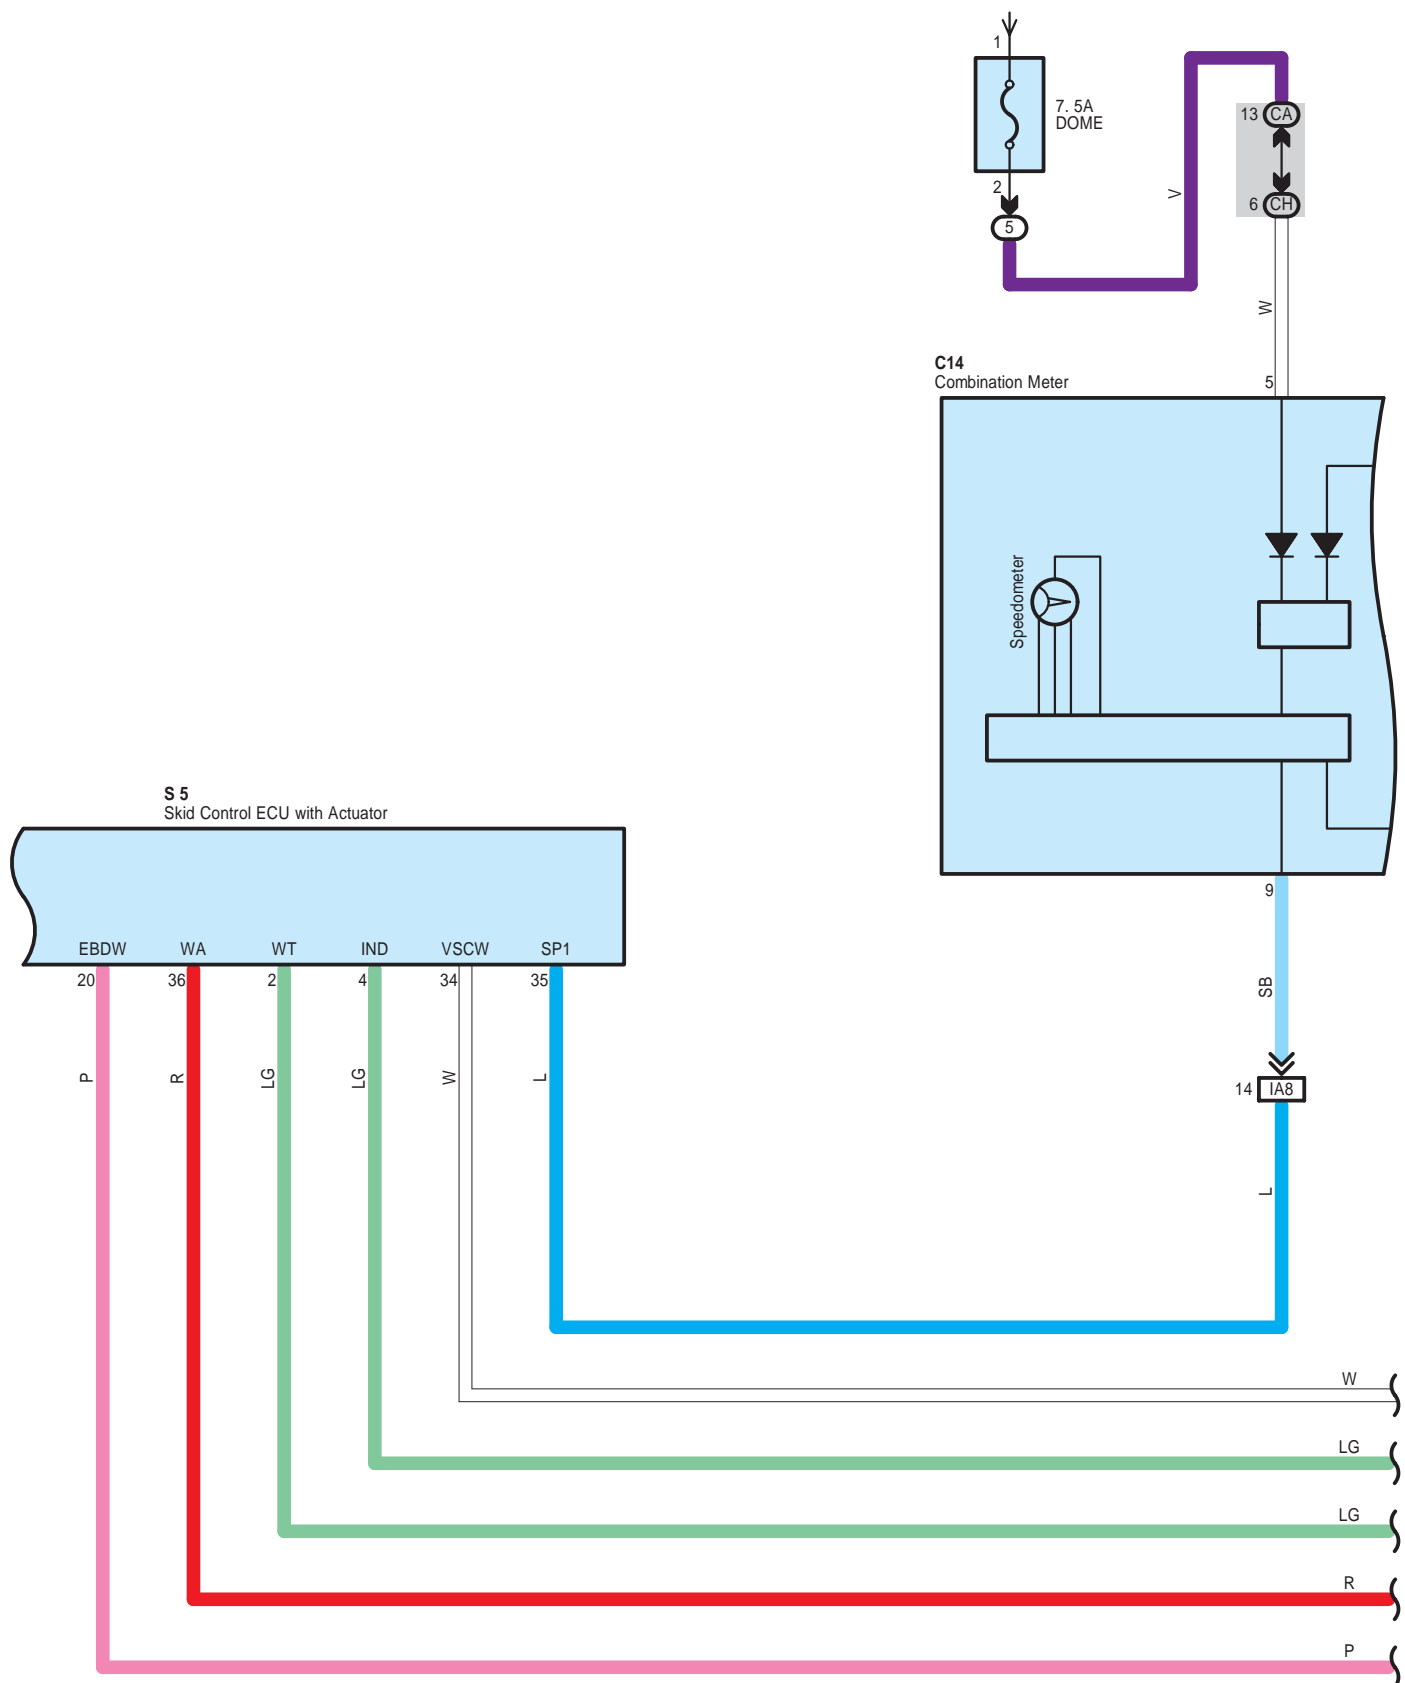 1
7. 5A
DOME
2
5
V
13 CA
6 CH
W
C14
Combination Meter
5
Speedometer
9
SB
14 IA8
L
S 5
Skid Control ECU with Actuator
EBDW WA WT IND VSCW SP1
20 36 2 4 34 35
P R LG LG W L
W
LG
LG
R
P